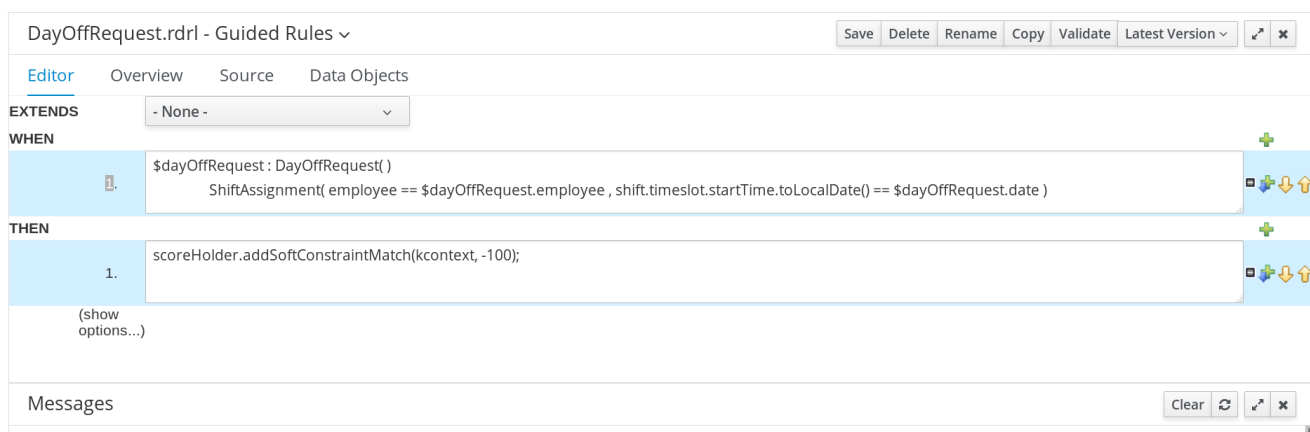 DayOffRequest.rdrl - Guided Rules
Save Delete Rename Copy Validate Latest Version
Editor Overview Source Data Objects
EXTENDS - None -
WHEN
1. $dayOffRequest : DayOffRequest( )
ShiftAssignment( employee == $dayOffRequest.employee , shift.timeslot.startTime.toLocalDate() == $dayOffRequest.date )
THEN
1. scoreHolder.addSoftConstraintMatch(kcontext, -100);
(show
options...)
Messages Clear